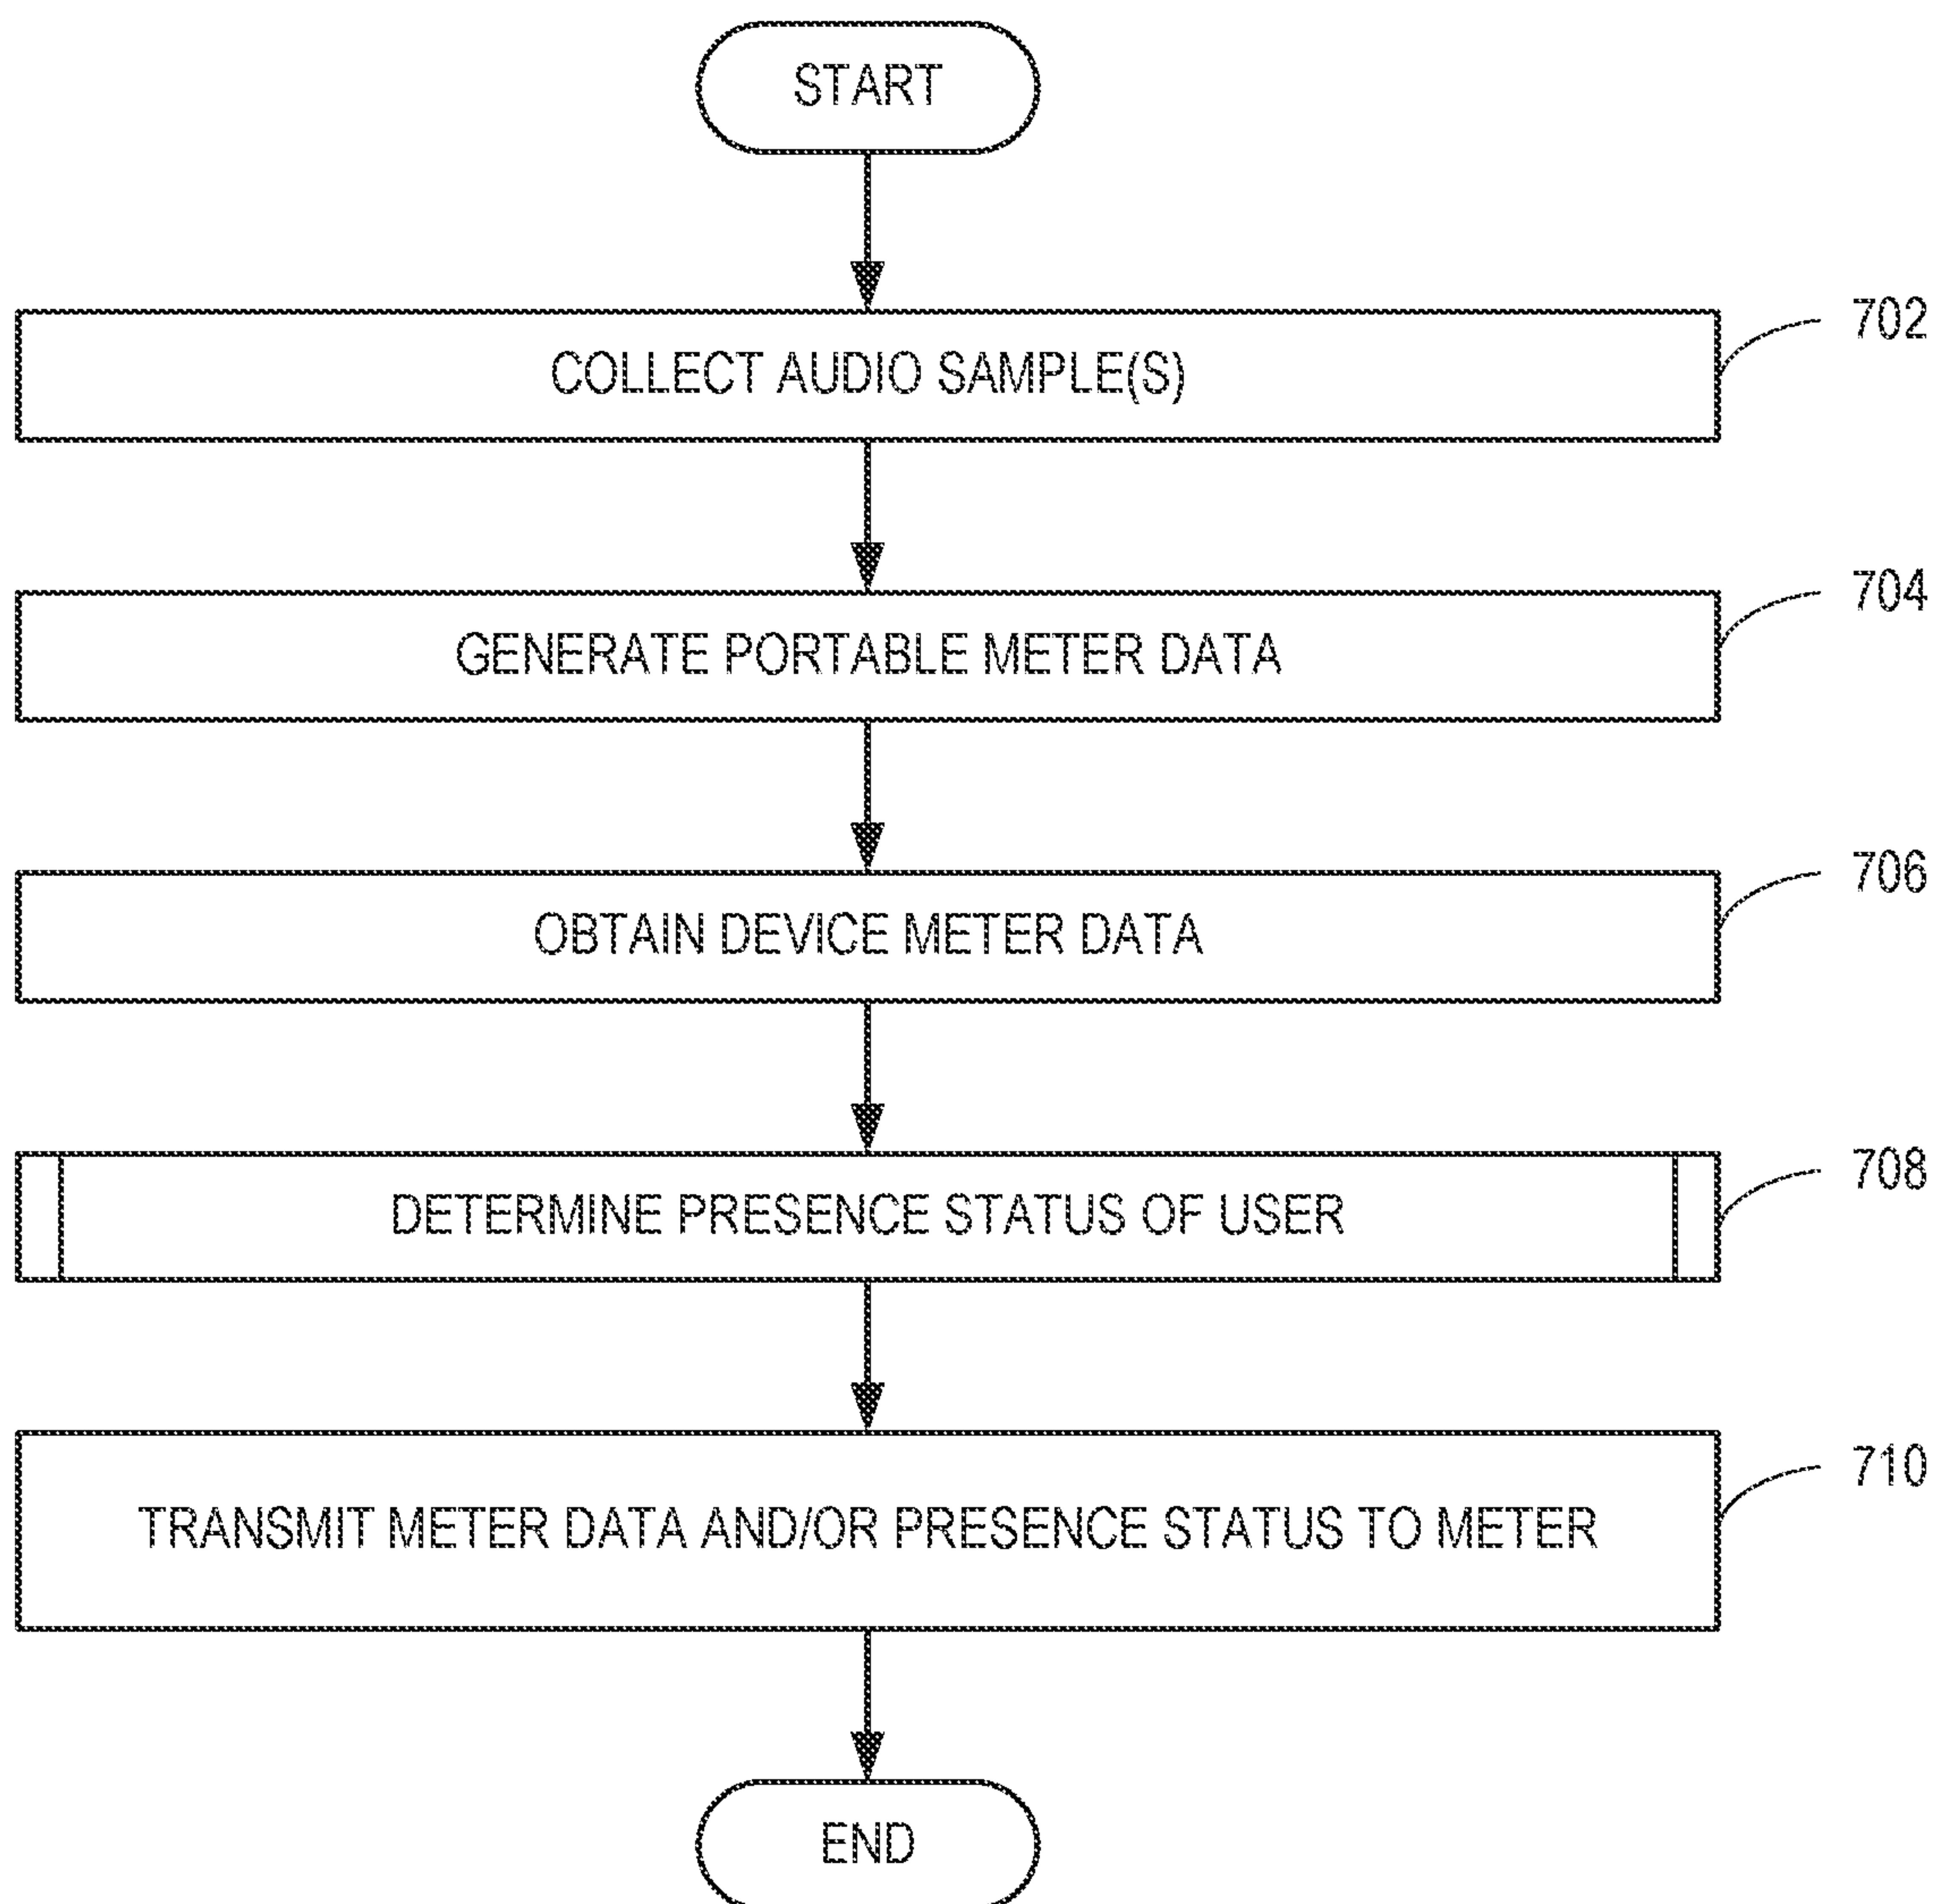 START
702
COLLECT AUDIO SAMPLE(S)
704
GENERATE PORTABLE METER DATA
706
OBTAIN DEVICE METER DATA
708
DETERMINE PRESENCE STATUS OF USER
710
TRANSMIT METER DATA AND/OR PRESENCE STATUS TO METER
END